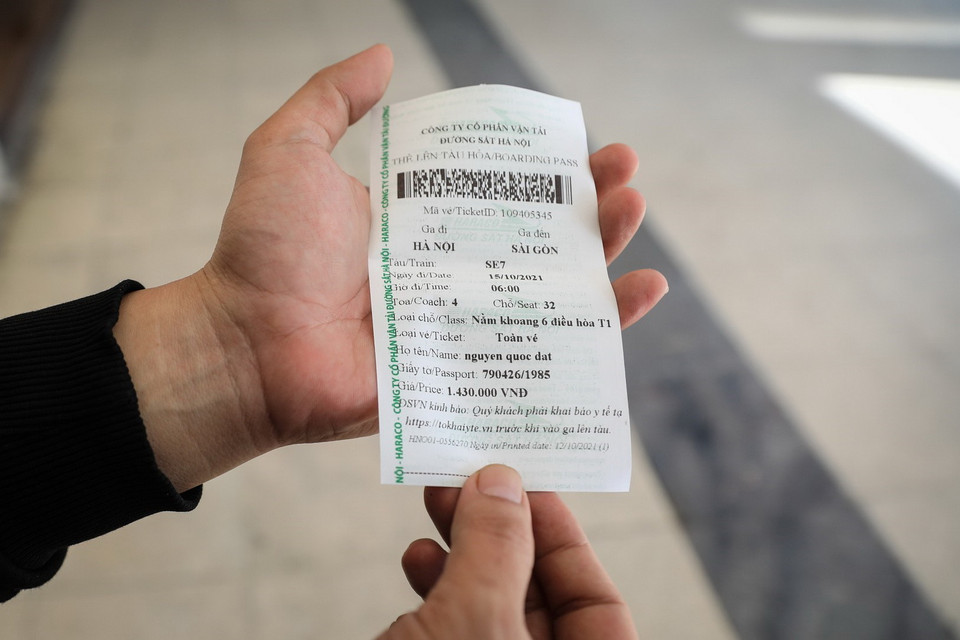 CÔNG TY CỔ PHẦN VẬN TẢI
ĐƯỜNG SẮT HÀ NỘI
THẺ LÊN TÀU HỎA/BOARDING PASS
Mã vé/TicketID: 109405345
Ga đi Ga đến
HÀ NỘI SÀI GÒN
Tàu/Train: SE7
Ngày đi/Date: 15/10/2021
Giờ đi/Time: 06:00
Toa/Coach: 4 Chỗ/Seat: 32
Loại chỗ/Class: Nằm khoang 6 điều hòa T1
Loại vé/Ticket: Toàn vé
Họ tên/Name: nguyen quoc dat
Giấy tờ/Passport: 790426/1985
Giá/Price: 1.430.000 VNĐ
ĐSVN kính báo: Quý khách phải khai báo y tế tạ
https://tokhaiyte.vn trước khi vào ga lên tàu.
Ngày in/Printed date: 12/10/2021(1)
NỘI - HARACO - CÔNG TY CỔ PHẦN VẬN TẢI ĐƯỜNG SẮT HÀ NỘI - HARACO - CÔNG TY CỔ PHẦN VẬN TẢI ĐƯỜNG